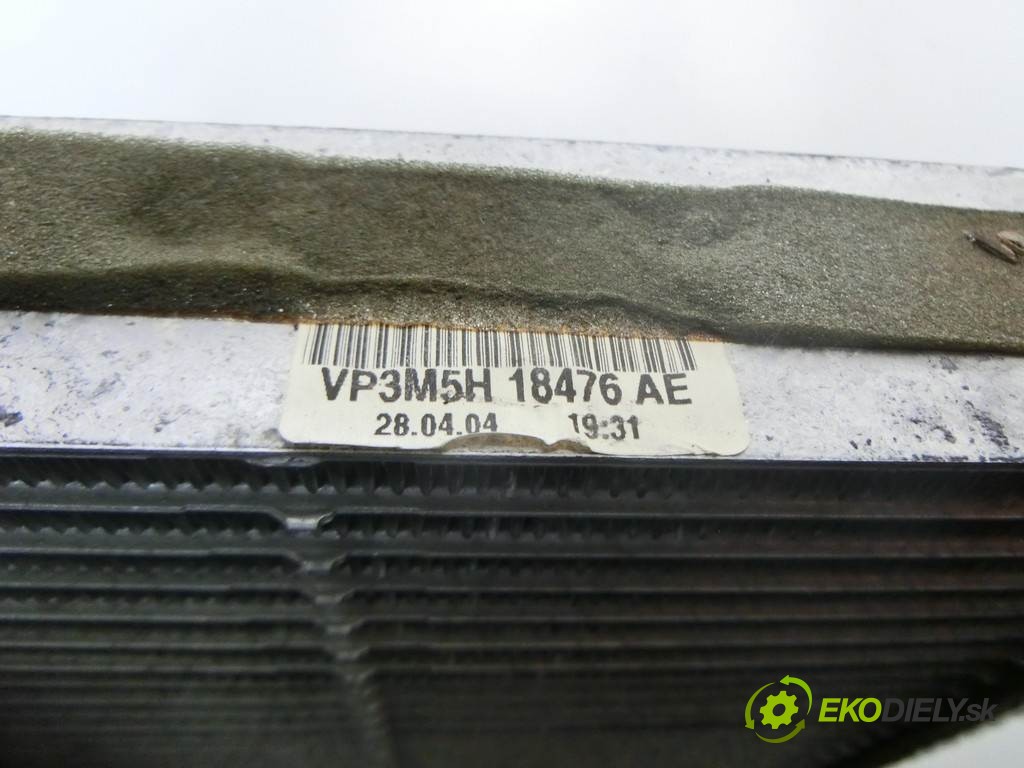 VP3M5H 18476 AE
28.04.04 19:31
EKODIELY.sk